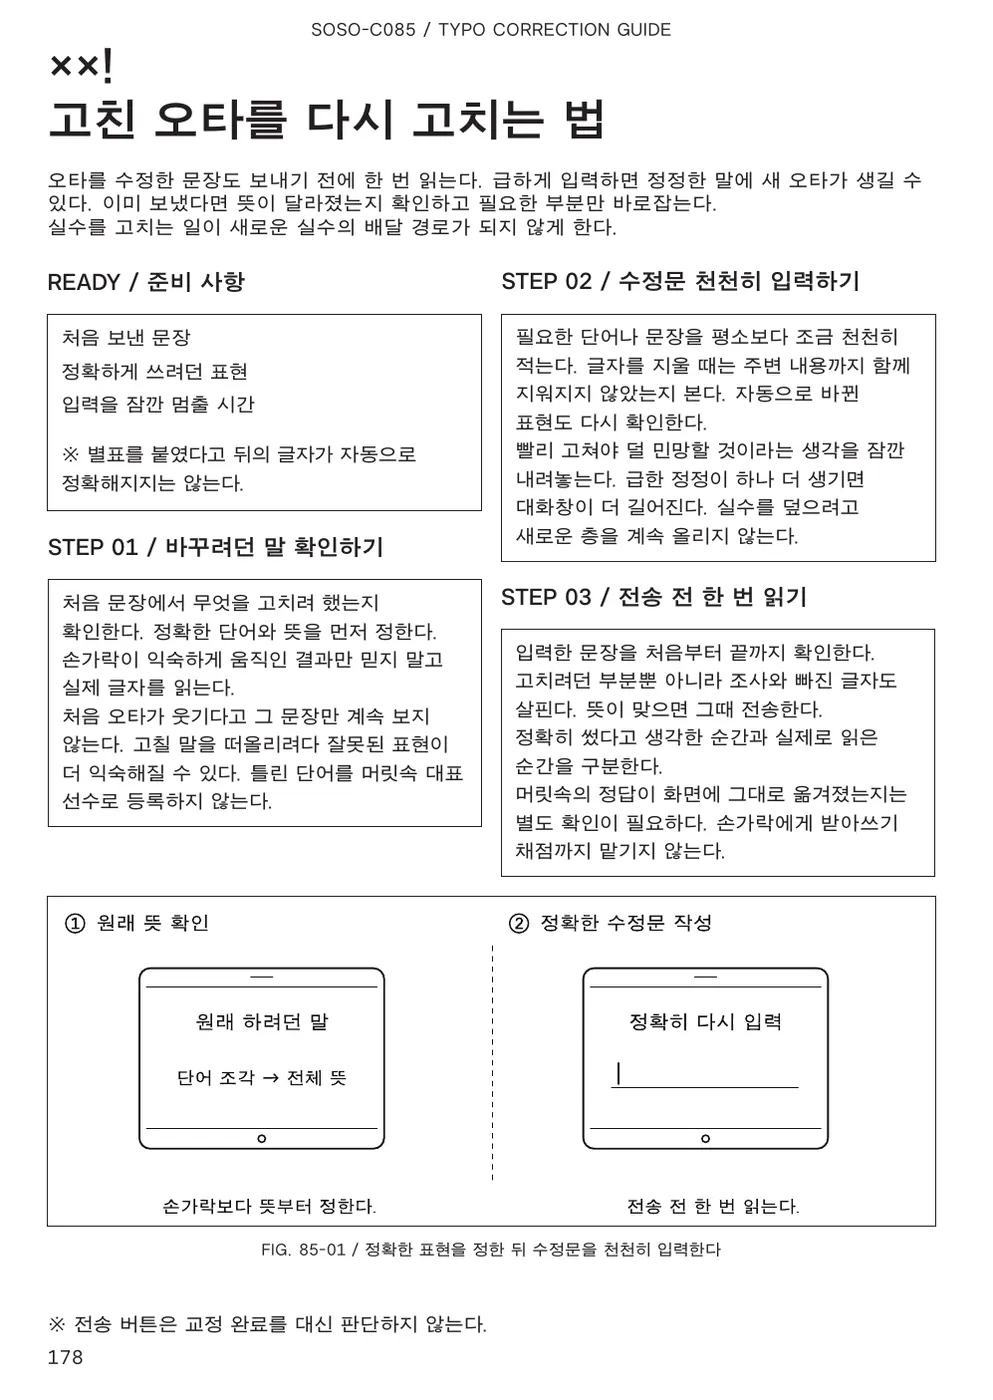 SOSO-C085 / TYPO CORRECTION GUIDE
××!
고친 오타를 다시 고치는 법
오타를 수정한 문장도 보내기 전에 한 번 읽는다. 급하게 입력하면 정정한 말에 새 오타가 생길 수
있다. 이미 보냈다면 뜻이 달라졌는지 확인하고 필요한 부분만 바로잡는다.
실수를 고치는 일이 새로운 실수의 배달 경로가 되지 않게 한다.
READY / 준비 사항
처음 보낸 문장
정확하게 쓰려던 표현
입력을 잠깐 멈출 시간
※ 별표를 붙였다고 뒤의 글자가 자동으로
정확해지지는 않는다.
STEP 01 / 바꾸려던 말 확인하기
처음 문장에서 무엇을 고치려 했는지
확인한다. 정확한 단어와 뜻을 먼저 정한다.
손가락이 익숙하게 움직인 결과만 믿지 말고
실제 글자를 읽는다.
처음 오타가 웃기다고 그 문장만 계속 보지
않는다. 고칠 말을 떠올리려다 잘못된 표현이
더 익숙해질 수 있다. 틀린 단어를 머릿속 대표
선수로 등록하지 않는다.
STEP 02 / 수정문 천천히 입력하기
필요한 단어나 문장을 평소보다 조금 천천히
적는다. 글자를 지울 때는 주변 내용까지 함께
지워지지 않았는지 본다. 자동으로 바뀐
표현도 다시 확인한다.
빨리 고쳐야 덜 민망할 것이라는 생각을 잠깐
내려놓는다. 급한 정정이 하나 더 생기면
대화창이 더 길어진다. 실수를 덮으려고
새로운 층을 계속 올리지 않는다.
STEP 03 / 전송 전 한 번 읽기
입력한 문장을 처음부터 끝까지 확인한다.
고치려던 부분뿐 아니라 조사와 빠진 글자도
살핀다. 뜻이 맞으면 그때 전송한다.
정확히 썼다고 생각한 순간과 실제로 읽은
순간을 구분한다.
머릿속의 정답이 화면에 그대로 옮겨졌는지는
별도 확인이 필요하다. 손가락에게 받아쓰기
채점까지 맡기지 않는다.
① 원래 뜻 확인
원래 하려던 말
단어 조각 → 전체 뜻
손가락보다 뜻부터 정한다.
② 정확한 수정문 작성
정확히 다시 입력
전송 전 한 번 읽는다.
FIG. 85-01 / 정확한 표현을 정한 뒤 수정문을 천천히 입력한다
※ 전송 버튼은 교정 완료를 대신 판단하지 않는다.
178